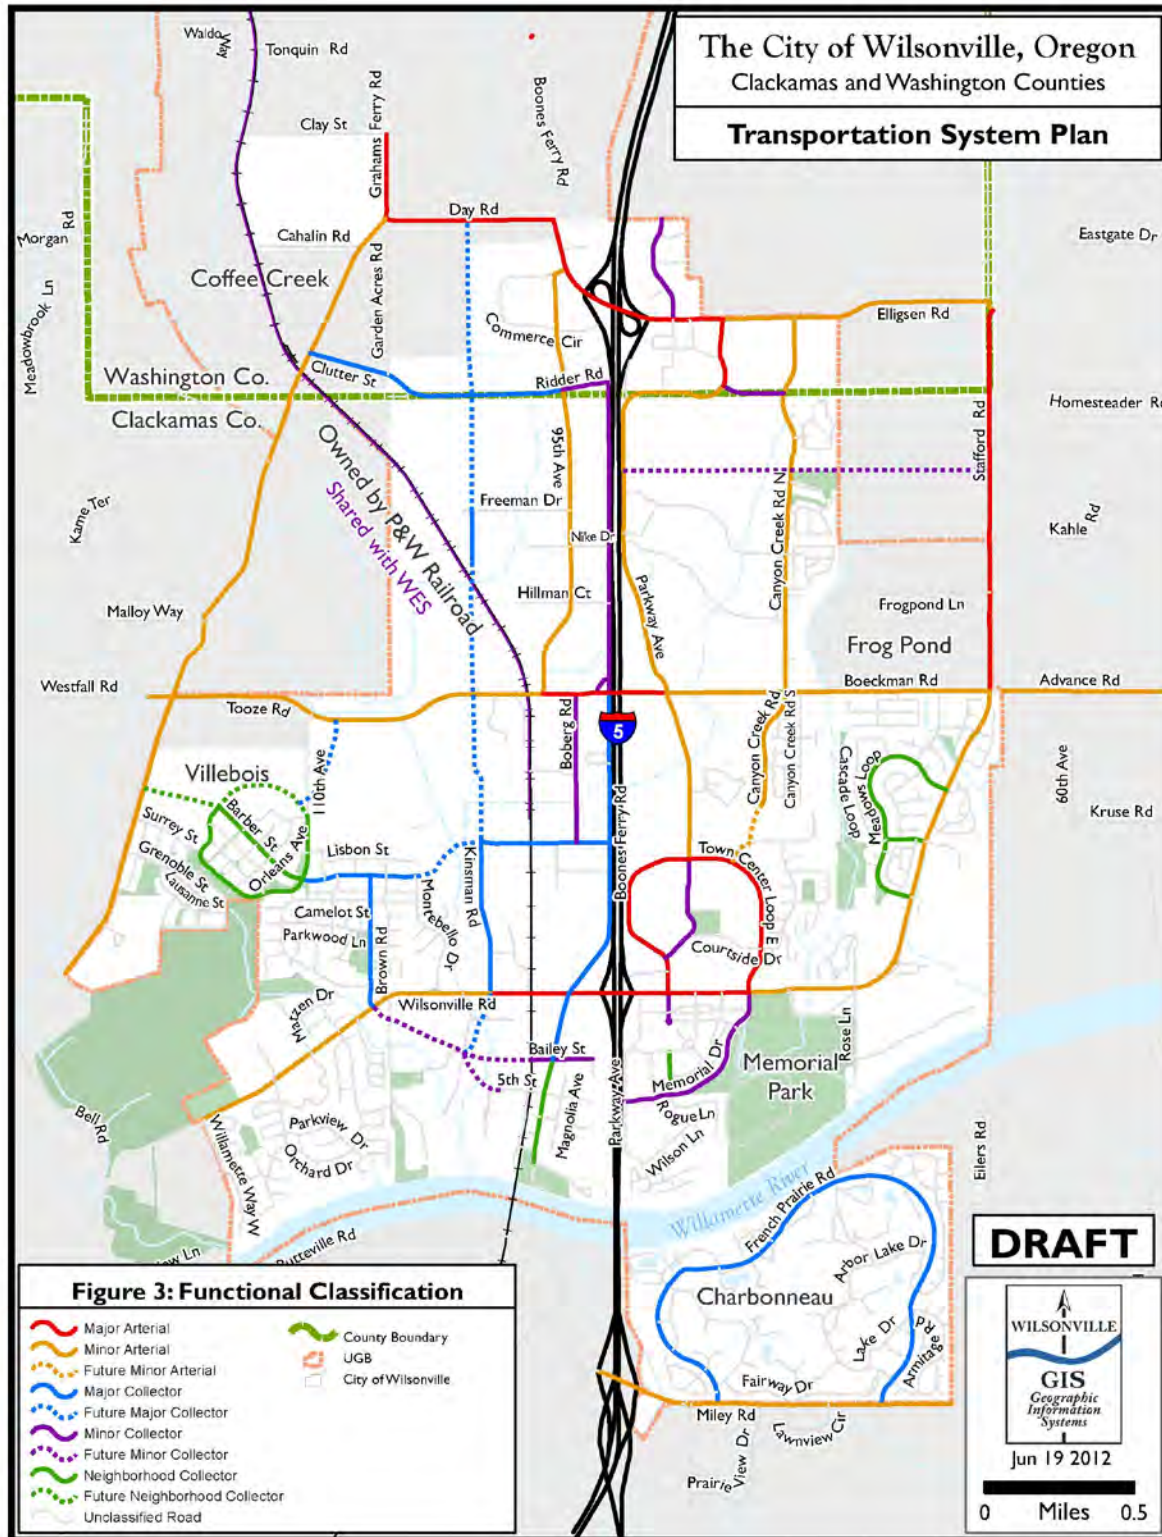 The City of Wilsonville, Oregon
Clackamas and Washington Counties
Transportation System Plan
Waldo Way
Tonquin Rd
Clay St
Grahams Ferry Rd
Boones Ferry Rd
Day Rd
Morgan Rd
Cahalin Rd
Eastgate Dr
Coffee Creek
Garden Acres Rd
Meadowbrook Ln
Elligsen Rd
Commerce Cir
Clutter St
Ridder Rd
Washington Co.
Clackamas Co.
Homesteader Rd
Stafford Rd
Owned by P&W Railroad
Shared with WES
95th Ave
Canyon Creek Rd N
Freeman Dr
Kame Ter
Kahle Rd
Nike Dr
Hillman Ct
Parkway Ave
Malloy Way
Frogpond Ln
Frog Pond
Westfall Rd
Boeckman Rd
Advance Rd
Tooze Rd
Boberg Rd
5
Canyon Creek Rd
Canyon Creek Rd S
Villebois
110th Ave
Cascade Loop
Meadows Loop
60th Ave
Kruse Rd
Surrey St
Barber St
Orleans Ave
Grenoble St
Lausanne St
Lisbon St
Kinsman Rd
Boones Ferry Rd
Town Center Loop E
Camelot St
Parkwood Ln
Brown Rd
Montebello Dr
Courtside Dr
Matzen Dr
Wilsonville Rd
Rose Ln
Bailey St
5th St
Memorial Dr
Memorial
Park
Magnolia Ave
Parkway Ave
Rogue Ln
Wilson Ln
Bell Rd
Parkview Dr
Orchard Dr
Willamette Way W
Eilers Rd
Willamette River
French Prairie Rd
Butteville Rd
Arbor Lake Dr
Charbonneau
Lake Dr
Armitage Rd
Fairway Dr
Miley Rd
Lawnview Cir
Prairie View Dr
DRAFT
Figure 3: Functional Classification
Major Arterial
Minor Arterial
Future Minor Arterial
Major Collector
Future Major Collector
Minor Collector
Future Minor Collector
Neighborhood Collector
Future Neighborhood Collector
Unclassified Road
County Boundary
UGB
City of Wilsonville
WILSONVILLE
GIS
Geographic
Information
Systems
Jun 19 2012
0 Miles 0.5